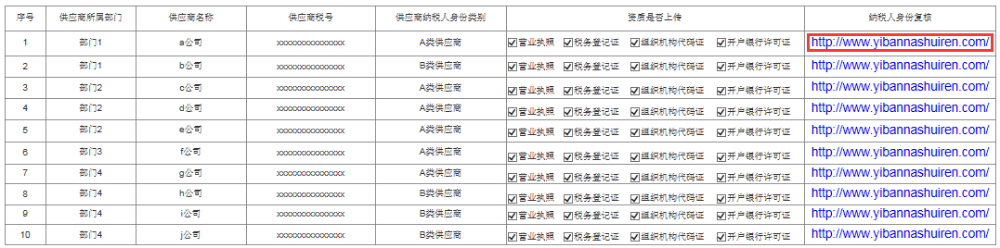 序号 供应商所属部门 供应商名称 供应商税号 供应商纳税人身份类别 资质是否上传 纳税人身份复核
1 部门1 a公司 xxxxxxxxxxxxxxx A类供应商 营业执照 税务登记证 组织机构代码证 开户银行许可证 http://www.yibannashuiren.com/
2 部门1 b公司 xxxxxxxxxxxxxxx B类供应商 营业执照 税务登记证 组织机构代码证 开户银行许可证 http://www.yibannashuiren.com/
3 部门2 c公司 xxxxxxxxxxxxxxx A类供应商 营业执照 税务登记证 组织机构代码证 开户银行许可证 http://www.yibannashuiren.com/
4 部门2 d公司 xxxxxxxxxxxxxxx A类供应商 营业执照 税务登记证 组织机构代码证 开户银行许可证 http://www.yibannashuiren.com/
5 部门2 e公司 xxxxxxxxxxxxxxx A类供应商 营业执照 税务登记证 组织机构代码证 开户银行许可证 http://www.yibannashuiren.com/
6 部门3 f公司 xxxxxxxxxxxxxxx A类供应商 营业执照 税务登记证 组织机构代码证 开户银行许可证 http://www.yibannashuiren.com/
7 部门4 g公司 xxxxxxxxxxxxxxx A类供应商 营业执照 税务登记证 组织机构代码证 开户银行许可证 http://www.yibannashuiren.com/
8 部门4 h公司 xxxxxxxxxxxxxxx B类供应商 营业执照 税务登记证 组织机构代码证 开户银行许可证 http://www.yibannashuiren.com/
9 部门4 i公司 xxxxxxxxxxxxxxx B类供应商 营业执照 税务登记证 组织机构代码证 开户银行许可证 http://www.yibannashuiren.com/
10 部门4 j公司 xxxxxxxxxxxxxxx B类供应商 营业执照 税务登记证 组织机构代码证 开户银行许可证 http://www.yibannashuiren.com/